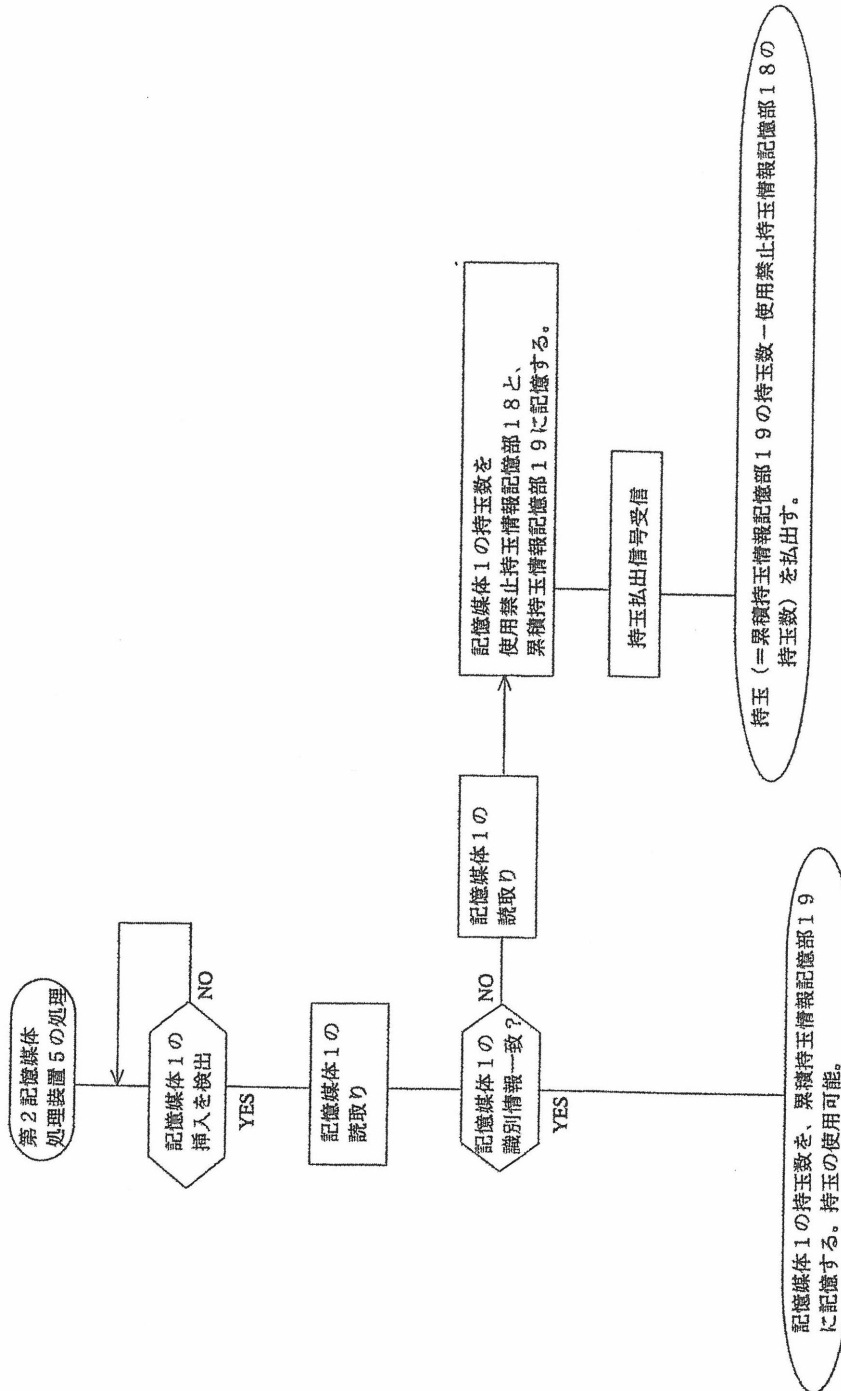 第２記憶媒体
処理装置５の処理
記憶媒体１の
挿入を検出
NO
YES
記憶媒体１の
読取り
記憶媒体１の
識別情報一致？
NO
YES
記憶媒体１の
読取り
記憶媒体１の持玉数を
使用禁止持玉情報記憶部１８と、
累積持玉情報記憶部１９に記憶する。
持玉払出信号受信
持玉（＝累積持玉情報記憶部１９の持玉数－使用禁止持玉情報記憶部１８の
持玉数）を払出す。
記憶媒体１の持玉数を、累積持玉情報記憶部１９
に記憶する。持玉の使用可能。